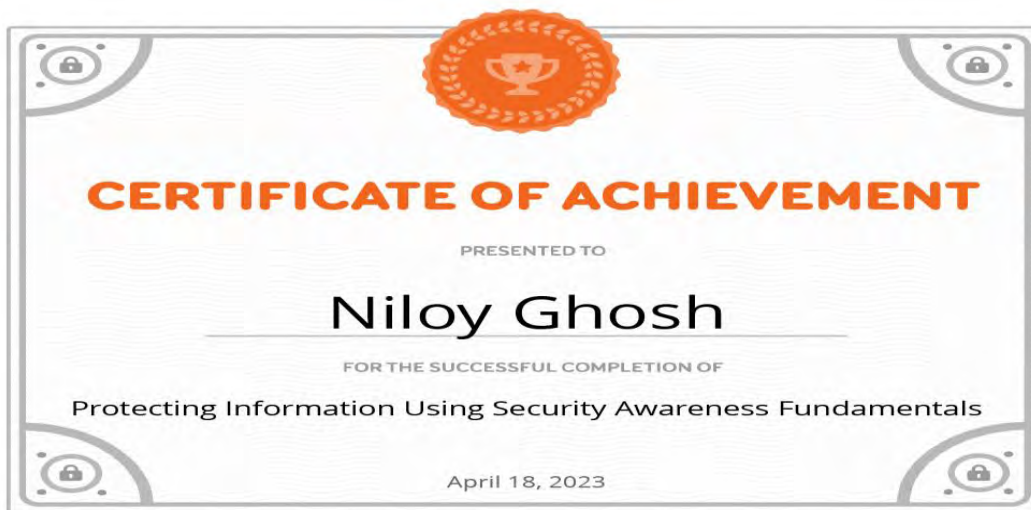 CERTIFICATE OF ACHIEVEMENT
PRESENTED TO
Niloy Ghosh
FOR THE SUCCESSFUL COMPLETION OF
Protecting Information Using Security Awareness Fundamentals
April 18, 2023